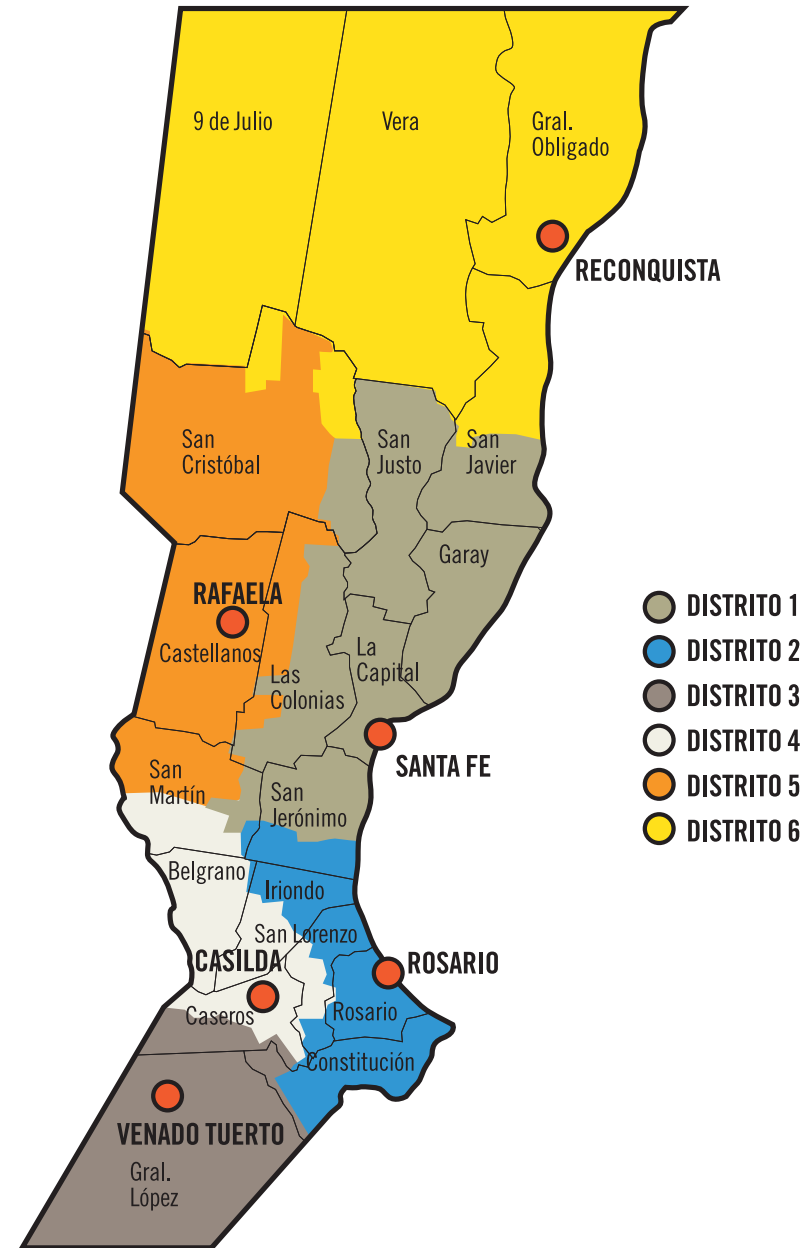 9 de Julio
Vera
Gral.
Obligado
RECONQUISTA
San
Cristóbal
San
Justo
San
Javier
Garay
RAFAELA
Castellanos
Las
Colonias
La
Capital
SANTA FE
San
Martín
San
Jerónimo
Belgrano
Iriondo
San Lorenzo
CASILDA
ROSARIO
Caseros
Rosario
Constitución
VENADO TUERTO
Gral.
López
DISTRITO 1
DISTRITO 2
DISTRITO 3
DISTRITO 4
DISTRITO 5
DISTRITO 6